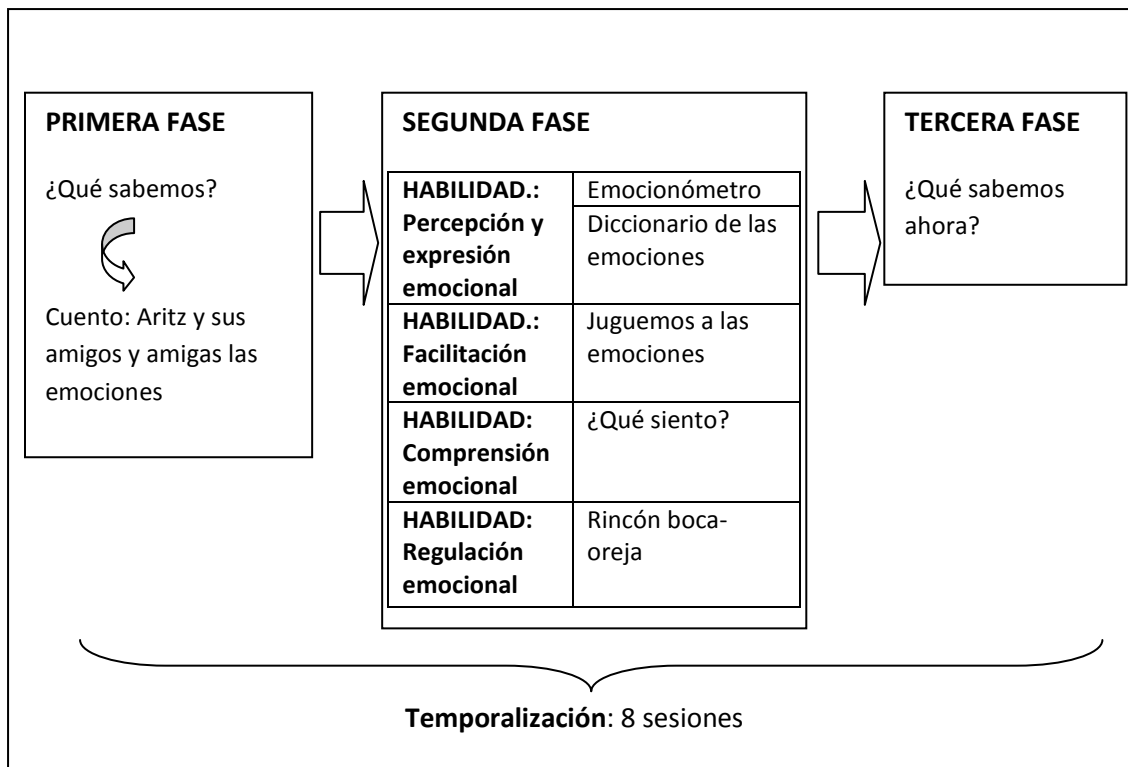 PRIMERA FASE
¿Qué sabemos?
Cuento: Aritz y sus
amigos y amigas las
emociones
SEGUNDA FASE
HABILIDAD.:
Percepción y
expresión
emocional
Emocionómetro
Diccionario de las
emociones
HABILIDAD.:
Facilitación
emocional
Juguemos a las
emociones
HABILIDAD:
Comprensión
emocional
¿Qué siento?
HABILIDAD:
Regulación
emocional
Rincón boca-
oreja
TERCERA FASE
¿Qué sabemos
ahora?
Temporalización: 8 sesiones